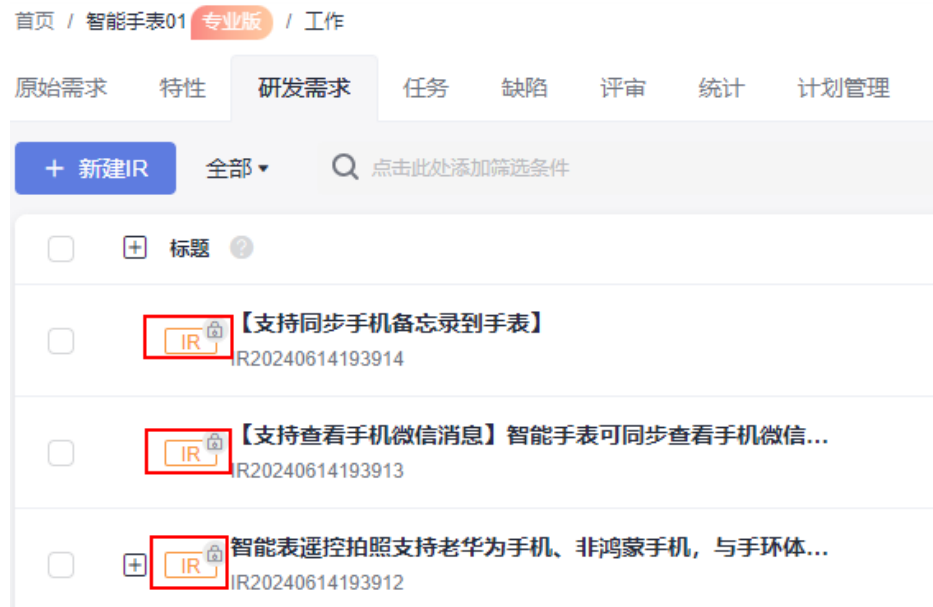 首页 / 智能手表01 专业版 / 工作
原始需求 特性 研发需求 任务 缺陷 评审 统计 计划管理
+ 新建IR 全部 点击此处添加筛选条件
标题 ?
IR 【支持同步手机备忘录到手表】
IR20240614193914
IR 【支持查看手机微信消息】智能手表可同步查看手机微信...
IR20240614193913
IR 智能表遥控拍照支持老华为手机、非鸿蒙手机，与手环体...
IR20240614193912